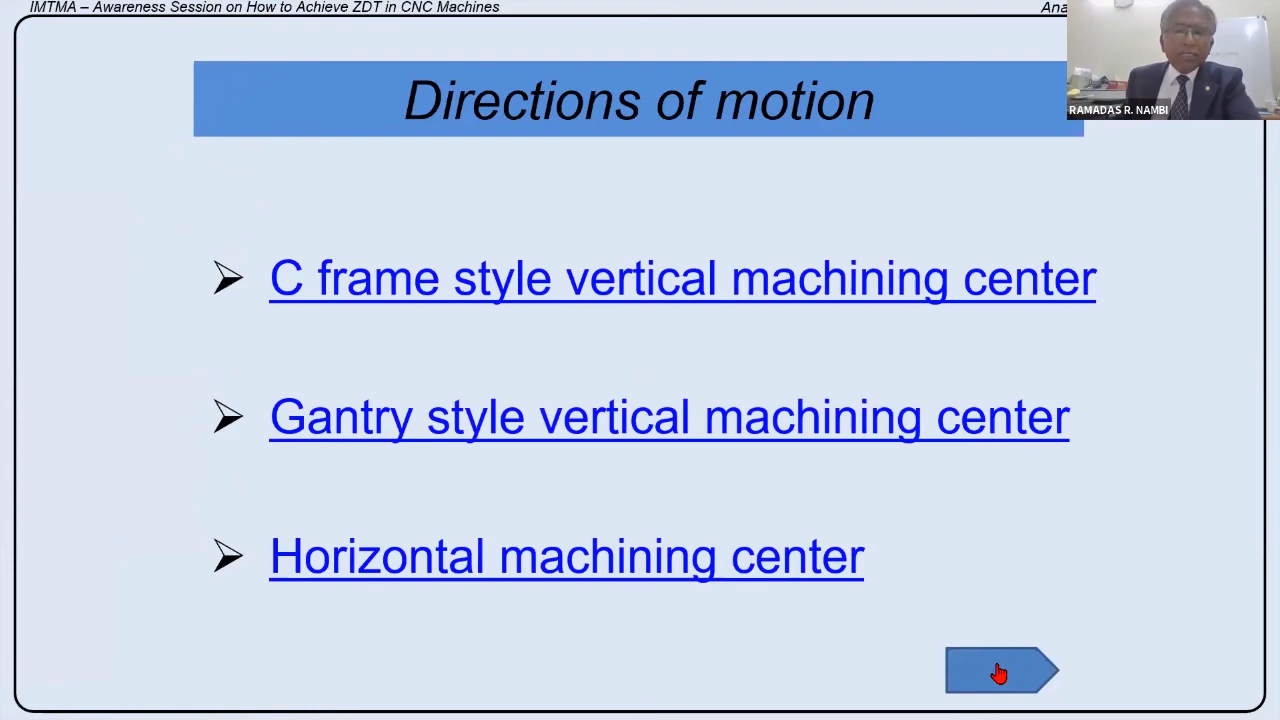 IMTMA – Awareness Session on How to Achieve ZDT in CNC Machines
Directions of motion
RAMADAS R. NAMBI
C frame style vertical machining center
Gantry style vertical machining center
Horizontal machining center